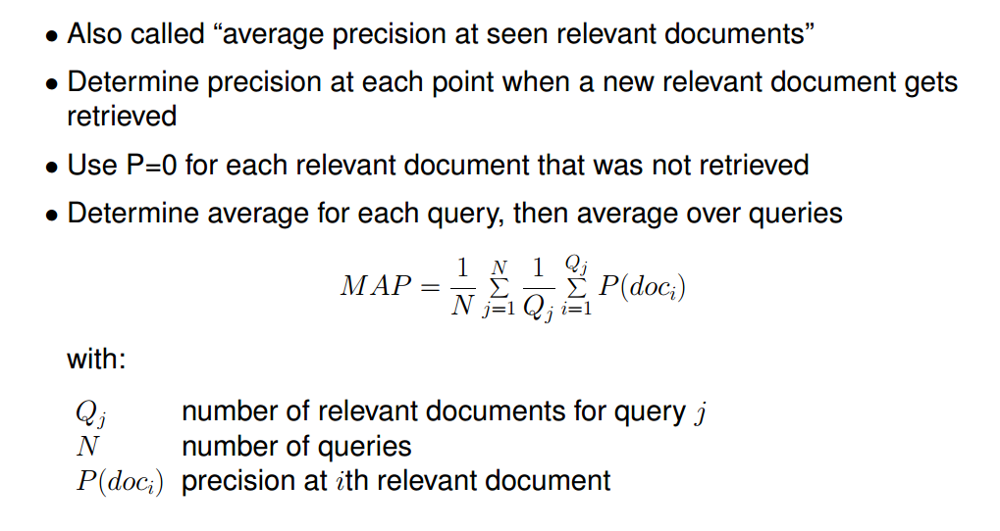 • Also called “average precision at seen relevant documents”
• Determine precision at each point when a new relevant document gets
retrieved
• Use P=0 for each relevant document that was not retrieved
• Determine average for each query, then average over queries
MAP = \frac{1}{N} \sum_{j=1}^{N} \frac{1}{Q_j} \sum_{i=1}^{Q_j} P(doc_i)
with:
Q_j number of relevant documents for query j
N number of queries
P(doc_i) precision at ith relevant document